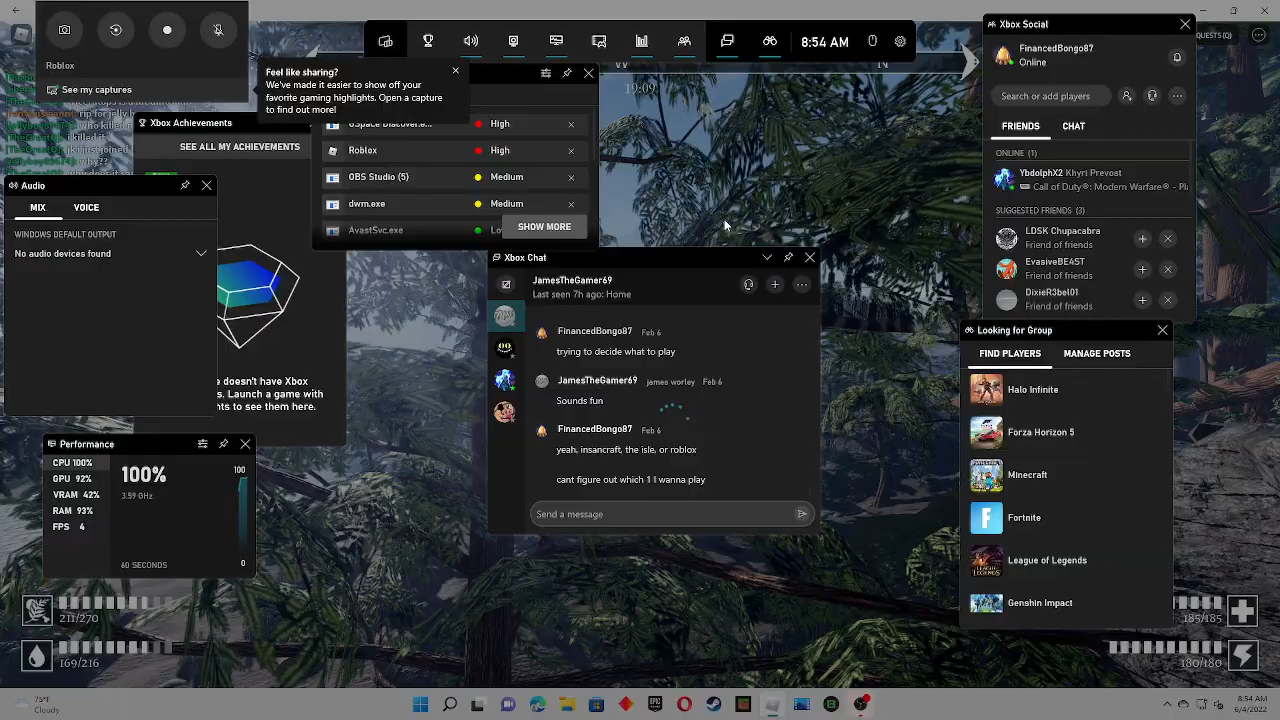 Roblox
See my captures
Feel like sharing?
We've made it easier to show off your
favorite gaming highlights. Open a capture
to find out more!
8:54 AM
W
N
19:09
QUESTS (0)
Xbox Achievements
SEE ALL MY ACHIEVEMENTS
e doesn't have Xbox
. Launch a game with
nts to see them here.
GSpace Discovere...
High
Roblox
High
OBS Studio (5)
Medium
dwm.exe
Medium
AvastSvc.exe
Lo
SHOW MORE
Audio
MIX
VOICE
WINDOWS DEFAULT OUTPUT
No audio devices found
Performance
CPU 100%
GPU 92%
VRAM 42%
RAM 93%
FPS 4
100%
3.59 GHz
100
0
60 SECONDS
Xbox Chat
JamesTheGamer69
Last seen 7h ago: Home
FinancedBongo87 Feb 6
trying to decide what to play
JamesTheGamer69 james worley Feb 6
Sounds fun
FinancedBongo87 Feb 6
yeah, insancraft, the isle, or roblox
cant figure out which 1 I wanna play
Send a message
Xbox Social
FinancedBongo87
Online
Search or add players
FRIENDS
CHAT
ONLINE (1)
YbdolphX2 Khyri Prevost
Call of Duty®: Modern Warfare® - Pla
SUGGESTED FRIENDS (3)
LDSK Chupacabra
Friend of friends
EvasiveBE4ST
Friend of friends
DixieR3bel01
Friend of friends
Looking for Group
FIND PLAYERS
MANAGE POSTS
Halo Infinite
Forza Horizon 5
Minecraft
Fortnite
League of Legends
Genshin Impact
211/270
169/216
185/185
180/180
73°F
Cloudy
8:54 AM
6/4/2022